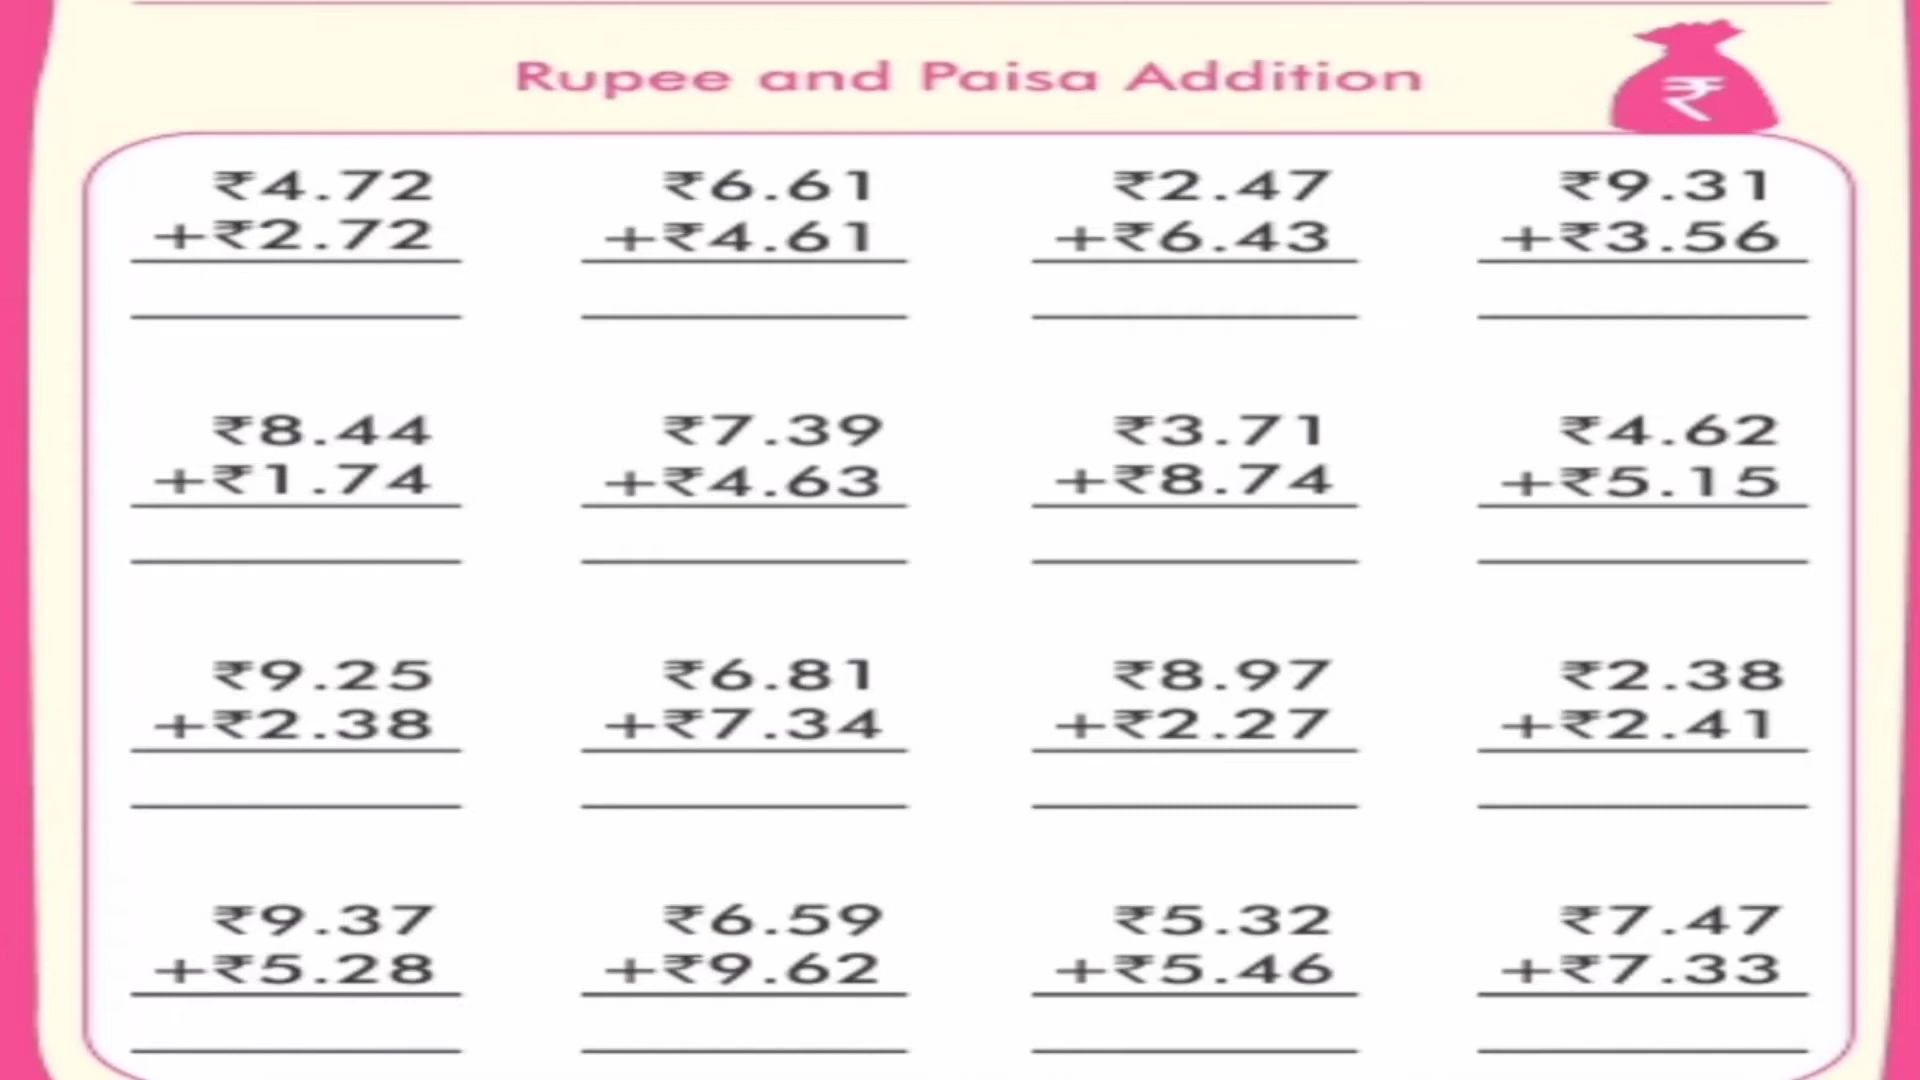 Rupee and Paisa Addition
₹
₹4.72 ₹6.61 ₹2.47 ₹9.31
+₹2.72 +₹4.61 +₹6.43 +₹3.56
₹8.44 ₹7.39 ₹3.71 ₹4.62
+₹1.74 +₹4.63 +₹8.74 +₹5.15
₹9.25 ₹6.81 ₹8.97 ₹2.38
+₹2.38 +₹7.34 +₹2.27 +₹2.41
₹9.37 ₹6.59 ₹5.32 ₹7.47
+₹5.28 +₹9.62 +₹5.46 +₹7.33